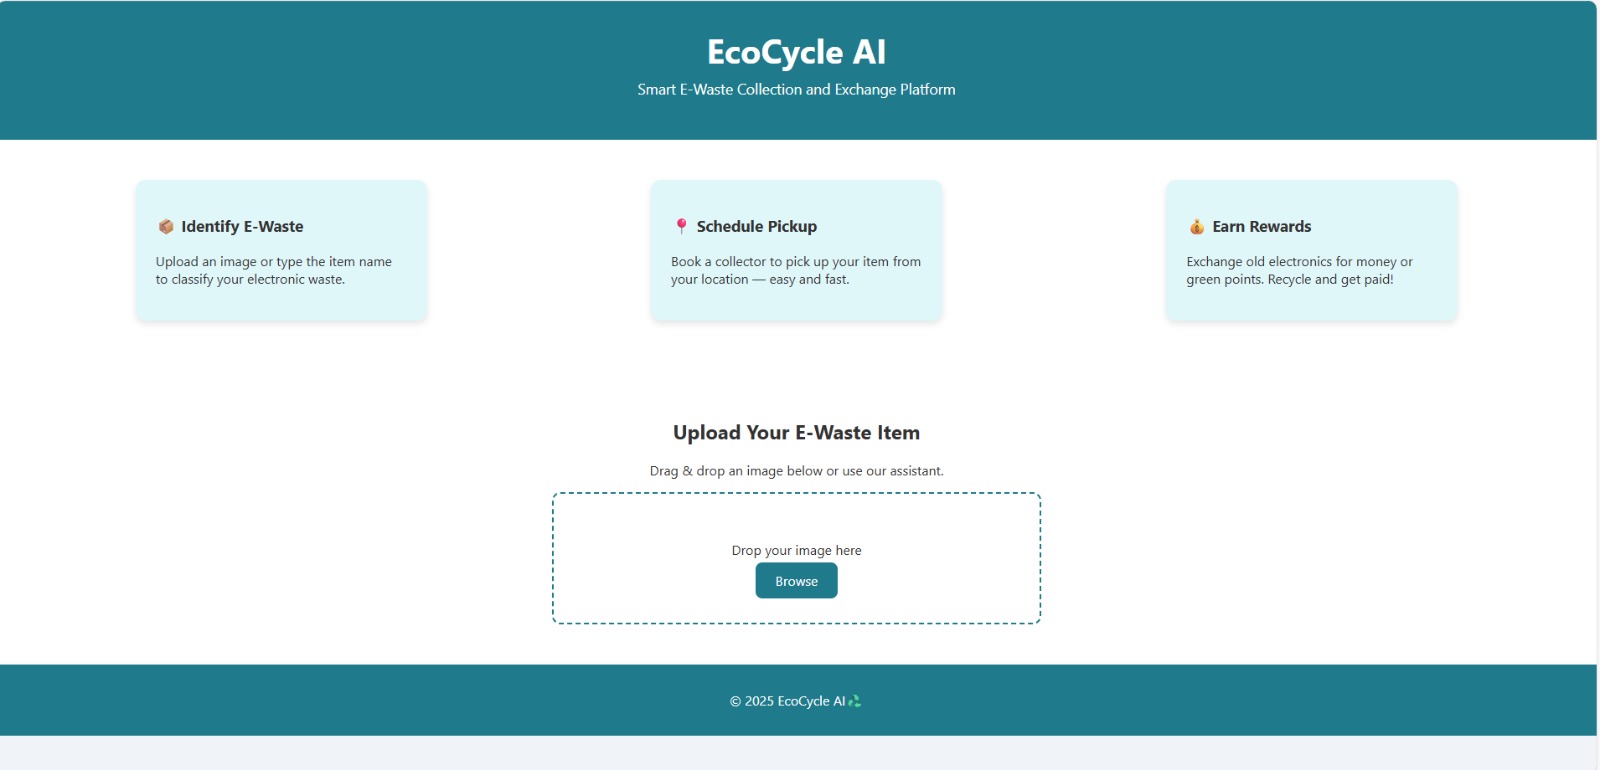 EcoCycle AI
Smart E-Waste Collection and Exchange Platform
📦 Identify E-Waste
Upload an image or type the item name
to classify your electronic waste.
📍 Schedule Pickup
Book a collector to pick up your item from
your location — easy and fast.
💰 Earn Rewards
Exchange old electronics for money or
green points. Recycle and get paid!
Upload Your E-Waste Item
Drag & drop an image below or use our assistant.
Drop your image here
Browse
© 2025 EcoCycle AI♻